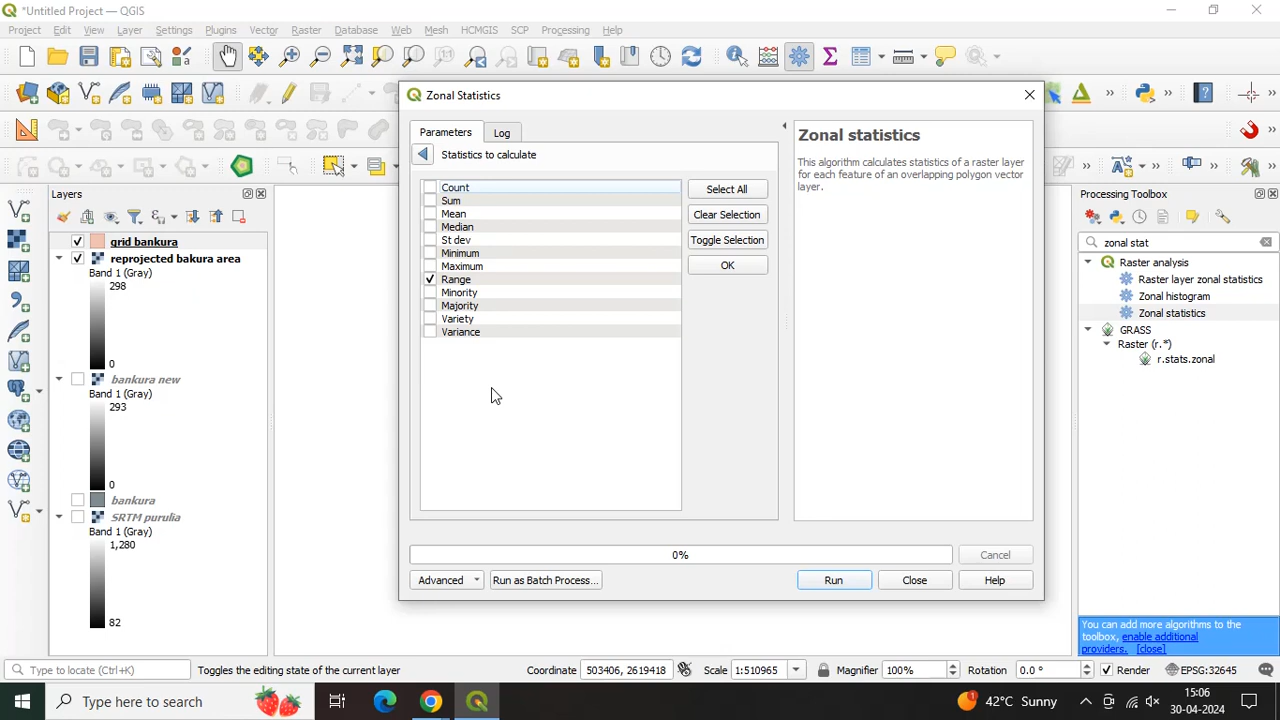 *Untitled Project — QGIS
Project Edit View Layer Settings Plugins Vector Raster Database Web Mesh HCMGIS SCP Processing Help
Zonal Statistics
Parameters Log
Statistics to calculate
Count
Sum
Mean
Median
St dev
Minimum
Maximum
Range
Minority
Majority
Variety
Variance
Select All
Clear Selection
Toggle Selection
OK
Zonal statistics
This algorithm calculates statistics of a raster layer
for each feature of an overlapping polygon vector
layer.
0%
Cancel
Advanced
Run as Batch Process…
Run
Close
Help
Layers
grid bankura
reprojected bakura area
Band 1 (Gray)
298
0
bankura new
Band 1 (Gray)
293
0
bankura
SRTM purulia
Band 1 (Gray)
1,280
82
Processing Toolbox
zonal stat
Raster analysis
Raster layer zonal statistics
Zonal histogram
Zonal statistics
GRASS
Raster (r.*)
r.stats.zonal
You can add more algorithms to the
toolbox, enable additional
providers. [close]
Type to locate (Ctrl+K)
Toggles the editing state of the current layer
Coordinate 503406, 2619418
Scale 1:510965
Magnifier 100%
Rotation 0.0 °
Render
EPSG:32645
Type here to search
42°C Sunny
15:06
30-04-2024